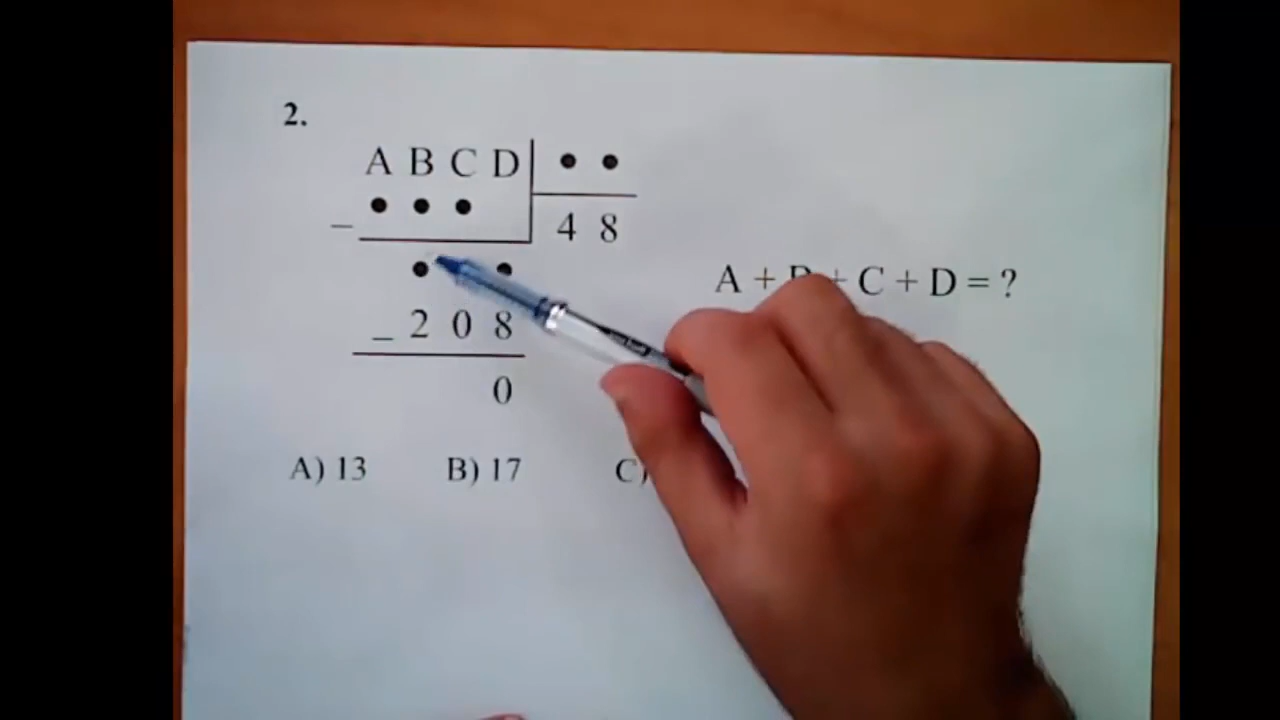 2.
A B C D • •
• • •
− 4 8
• •
A + B + C + D = ?
− 2 0 8
0
A) 13 B) 17 C)